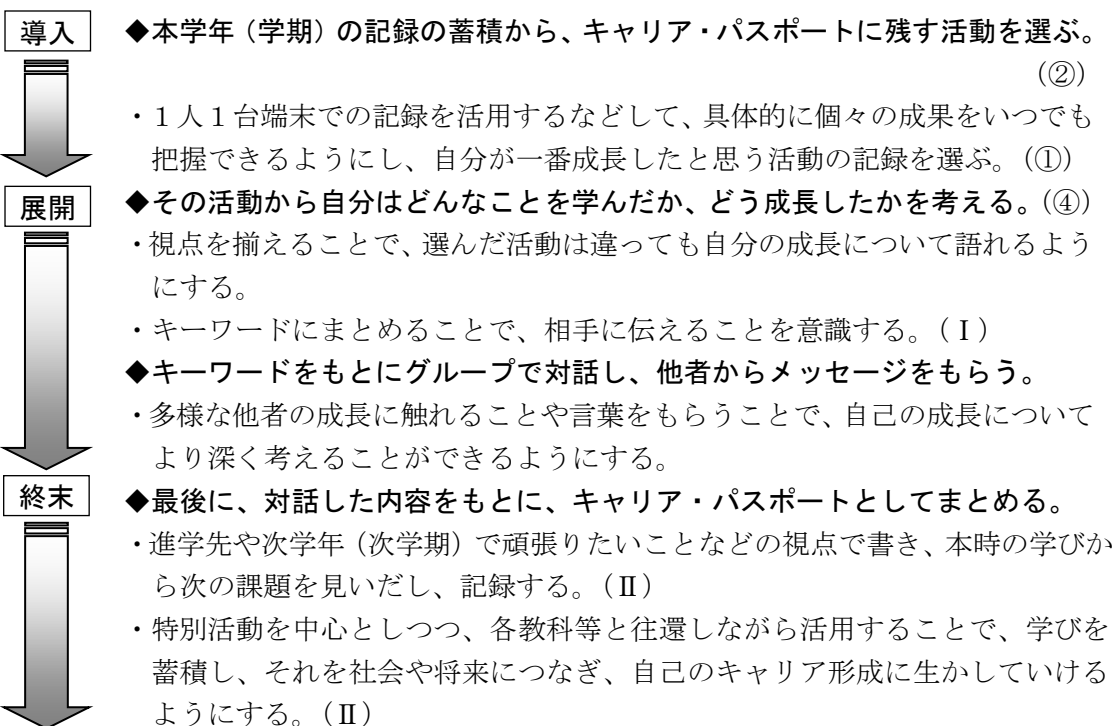 導入
◆本学年（学期）の記録の蓄積から、キャリア・パスポートに残す活動を選ぶ。
（②）
・１人１台端末での記録を活用するなどして、具体的に個々の成果をいつでも
把握できるようにし、自分が一番成長したと思う活動の記録を選ぶ。（①）
展開
◆その活動から自分はどんなことを学んだか、どう成長したかを考える。（④）
・視点を揃えることで、選んだ活動は違っても自分の成長について語れるよう
にする。
・キーワードにまとめることで、相手に伝えることを意識する。（Ⅰ）
◆キーワードをもとにグループで対話し、他者からメッセージをもらう。
・多様な他者の成長に触れることや言葉をもらうことで、自己の成長について
より深く考えることができるようにする。
終末
◆最後に、対話した内容をもとに、キャリア・パスポートとしてまとめる。
・進学先や次学年（次学期）で頑張りたいことなどの視点で書き、本時の学びか
ら次の課題を見いだし、記録する。（Ⅱ）
・特別活動を中心としつつ、各教科等と往還しながら活用することで、学びを
蓄積し、それを社会や将来につなぎ、自己のキャリア形成に生かしていける
ようにする。（Ⅱ）